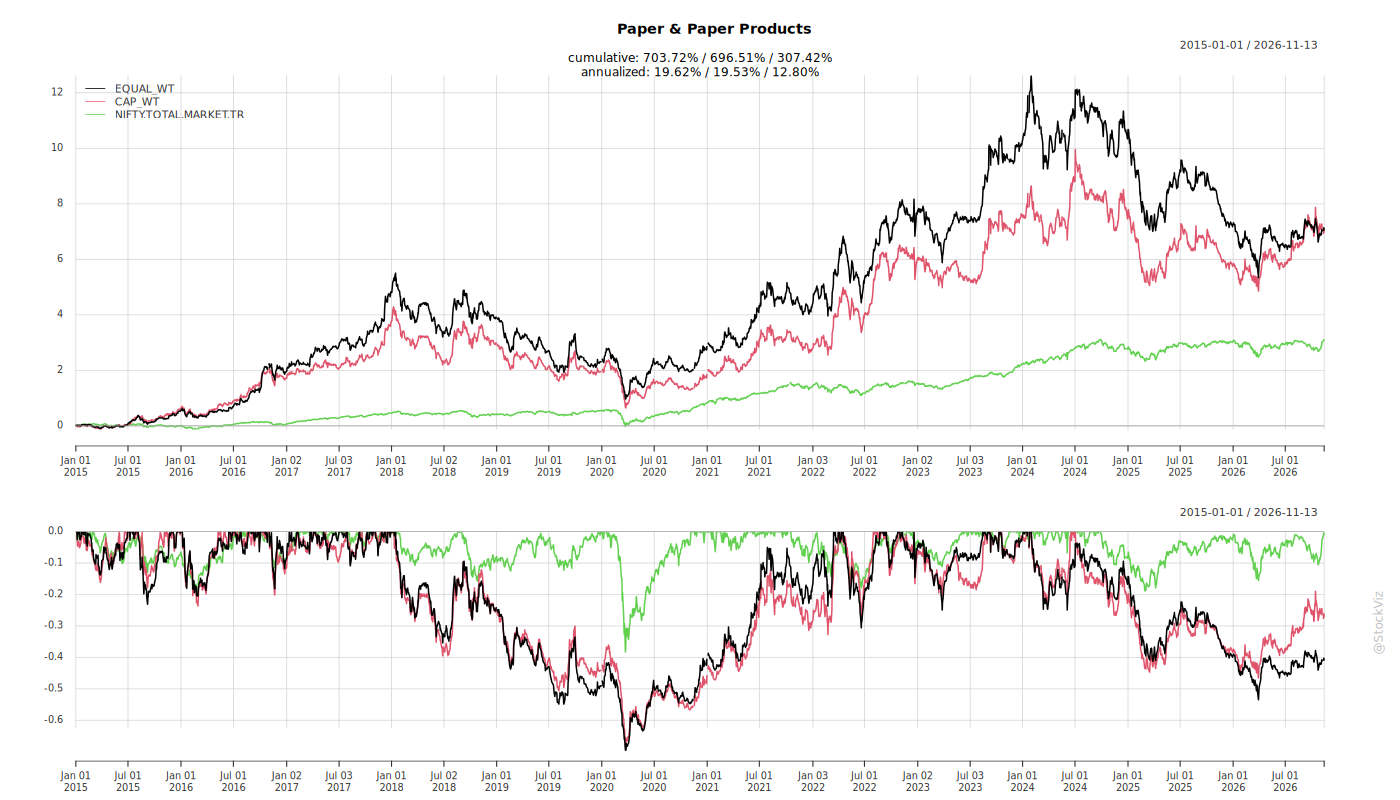 Paper & Paper Products
2015-01-01 / 2026-11-13
cumulative: 703.72% / 696.51% / 307.42%
annualized: 19.62% / 19.53% / 12.80%
EQUAL_WT
CAP_WT
NIFTY.TOTAL.MARKET.TR
12
10
8
6
4
2
0
Jan 01 Jul 01 Jan 01 Jul 01 Jan 02 Jul 03 Jan 01 Jul 02 Jan 01 Jul 01 Jan 01 Jul 01 Jan 01 Jul 01 Jan 03 Jul 01 Jan 02 Jul 03 Jan 01 Jul 01 Jan 01 Jul 01 Jan 01 Jul 01
2015 2015 2016 2016 2017 2017 2018 2018 2019 2019 2020 2020 2021 2021 2022 2022 2023 2023 2024 2024 2025 2025 2026 2026
2015-01-01 / 2026-11-13
0.0
-0.1
-0.2
-0.3
-0.4
-0.5
-0.6
Jan 01 Jul 01 Jan 01 Jul 01 Jan 02 Jul 03 Jan 01 Jul 02 Jan 01 Jul 01 Jan 01 Jul 01 Jan 01 Jul 01 Jan 03 Jul 01 Jan 02 Jul 03 Jan 01 Jul 01 Jan 01 Jul 01 Jan 01 Jul 01
2015 2015 2016 2016 2017 2017 2018 2018 2019 2019 2020 2020 2021 2021 2022 2022 2023 2023 2024 2024 2025 2025 2026 2026
@StockViz